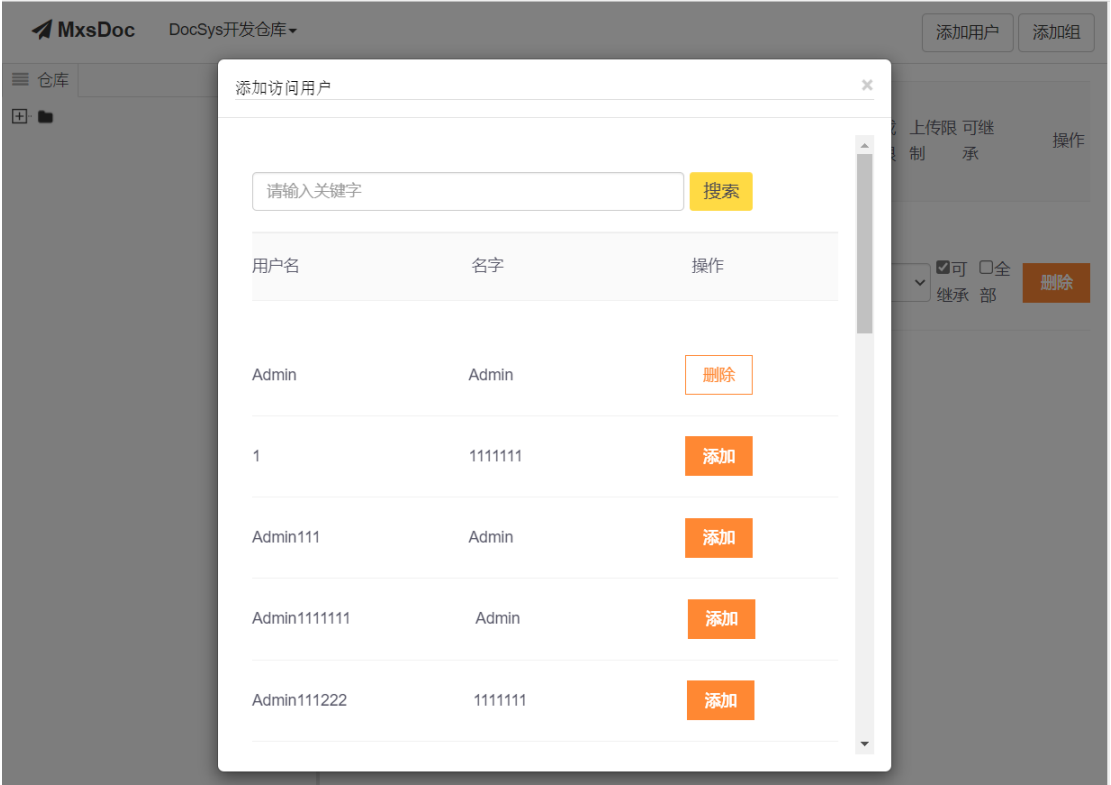 MxsDoc DocSys开发仓库 添加用户 添加组
仓库
添加访问用户 ×
上传限 可继
制 承 操作
请输入关键字 搜索
用户名 名字 操作
可 全
继承 部 删除
Admin Admin 删除
1 1111111 添加
Admin111 Admin 添加
Admin1111111 Admin 添加
Admin111222 1111111 添加